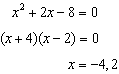 x² + 2x − 8 = 0
(x + 4)(x − 2) = 0
x = −4, 2